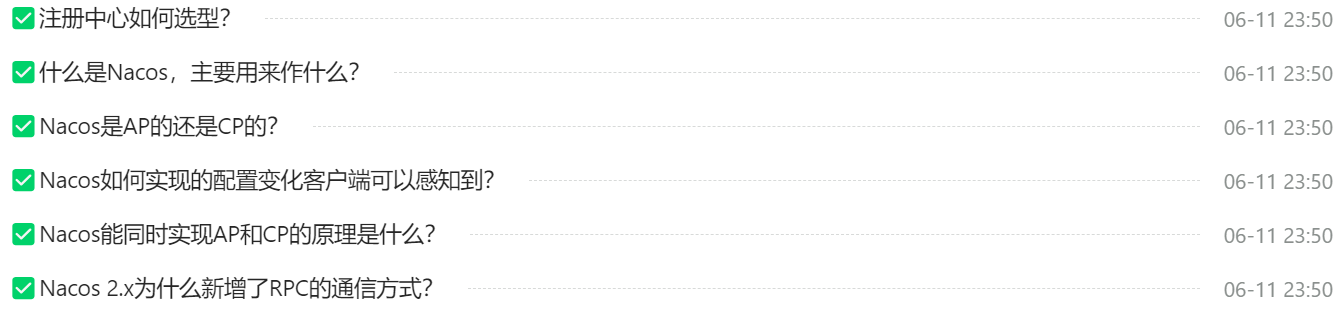 注册中心如何选型？ 06-11 23:50
什么是Nacos，主要用来作什么？ 06-11 23:50
Nacos是AP的还是CP的？ 06-11 23:50
Nacos如何实现的配置变化客户端可以感知到？ 06-11 23:50
Nacos能同时实现AP和CP的原理是什么？ 06-11 23:50
Nacos 2.x为什么新增了RPC的通信方式？ 06-11 23:50